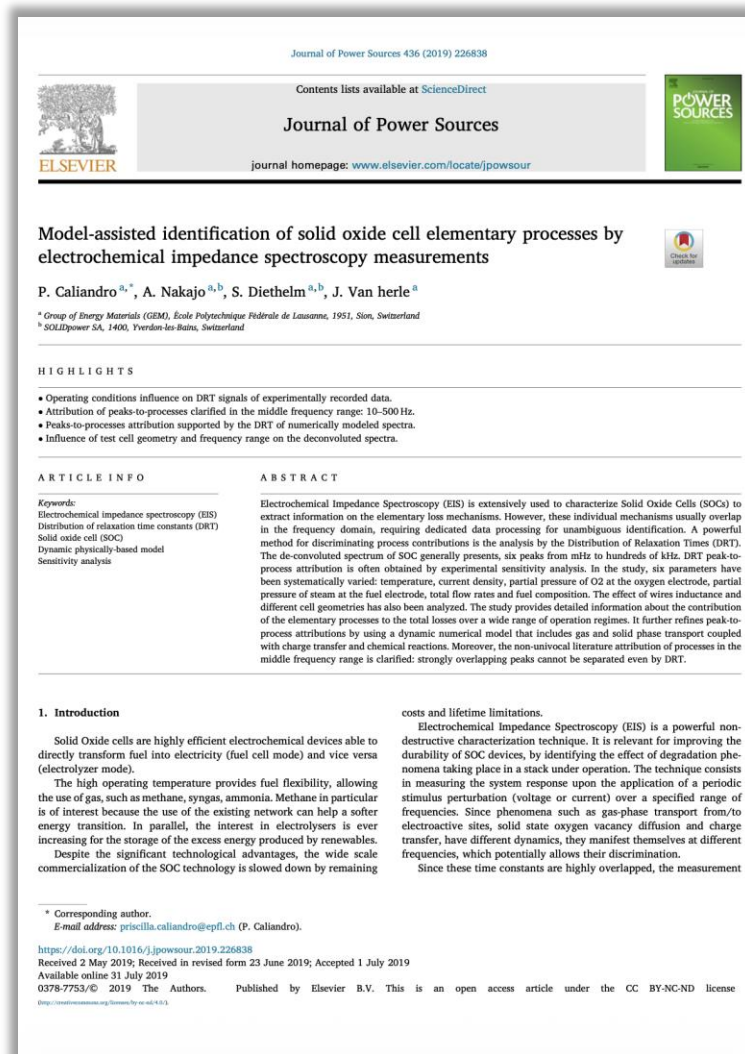 Journal of Power Sources 436 (2019) 226838
Contents lists available at ScienceDirect
Journal of Power Sources
journal homepage: www.elsevier.com/locate/jpowsour
ELSEVIER
JOURNAL OF
POWER
SOURCES
Model-assisted identification of solid oxide cell elementary processes by
electrochemical impedance spectroscopy measurements
Check for
updates
P. Caliandro a,*, A. Nakajo a,b, S. Diethelm a,b, J. Van herle a
a Group of Energy Materials (GEM), École Polytechnique Fédérale de Lausanne, 1951, Sion, Switzerland
b SOLIDpower SA, 1400, Yverdon-les-Bains, Switzerland
HIGHLIGHTS
• Operating conditions influence on DRT signals of experimentally recorded data.
• Attribution of peaks-to-processes clarified in the middle frequency range: 10–500 Hz.
• Peaks-to-processes attribution supported by the DRT of numerically modeled spectra.
• Influence of test cell geometry and frequency range on the deconvoluted spectra.
ARTICLE INFO
Keywords:
Electrochemical impedance spectroscopy (EIS)
Distribution of relaxation time constants (DRT)
Solid oxide cell (SOC)
Dynamic physically-based model
Sensitivity analysis
ABSTRACT
Electrochemical Impedance Spectroscopy (EIS) is extensively used to characterize Solid Oxide Cells (SOCs) to
extract information on the elementary loss mechanisms. However, these individual mechanisms usually overlap
in the frequency domain, requiring dedicated data processing for unambiguous identification. A powerful
method for discriminating process contributions is the analysis by the Distribution of Relaxation Times (DRT).
The de-convoluted spectrum of SOC generally presents, six peaks from mHz to hundreds of kHz. DRT peak-to-
process attribution is often obtained by experimental sensitivity analysis. In the study, six parameters have
been systematically varied: temperature, current density, partial pressure of O2 at the oxygen electrode, partial
pressure of steam at the fuel electrode, total flow rates and fuel composition. The effect of wires inductance and
different cell geometries has also been analyzed. The study provides detailed information about the contribution
of the elementary processes to the total losses over a wide range of operation regimes. It further refines peak-to-
process attributions by using a dynamic numerical model that includes gas and solid phase transport coupled
with charge transfer and chemical reactions. Moreover, the non-univocal literature attribution of processes in the
middle frequency range is clarified: strongly overlapping peaks cannot be separated even by DRT.
1. Introduction
Solid Oxide cells are highly efficient electrochemical devices able to
directly transform fuel into electricity (fuel cell mode) and vice versa
(electrolyzer mode).
The high operating temperature provides fuel flexibility, allowing
the use of gas, such as methane, syngas, ammonia. Methane in particular
is of interest because the use of the existing network can help a softer
energy transition. In parallel, the interest in electrolysers is ever
increasing for the storage of the excess energy produced by renewables.
Despite the significant technological advantages, the wide scale
commercialization of the SOC technology is slowed down by remaining
costs and lifetime limitations.
Electrochemical Impedance Spectroscopy (EIS) is a powerful non-
destructive characterization technique. It is relevant for improving the
durability of SOC devices, by identifying the effect of degradation phe-
nomena taking place in a stack under operation. The technique consists
in measuring the system response upon the application of a periodic
stimulus perturbation (voltage or current) over a specified range of
frequencies. Since phenomena such as gas-phase transport from/to
electroactive sites, solid state oxygen vacancy diffusion and charge
transfer, have different dynamics, they manifest themselves at different
frequencies, which potentially allows their discrimination.
Since these time constants are highly overlapped, the measurement
* Corresponding author.
E-mail address: priscilla.caliandro@epfl.ch (P. Caliandro).
https://doi.org/10.1016/j.jpowsour.2019.226838
Received 2 May 2019; Received in revised form 23 June 2019; Accepted 1 July 2019
Available online 31 July 2019
0378-7753/© 2019 The Authors. Published by Elsevier B.V. This is an open access article under the CC BY-NC-ND license
(http://creativecommons.org/licenses/by-nc-nd/4.0/).